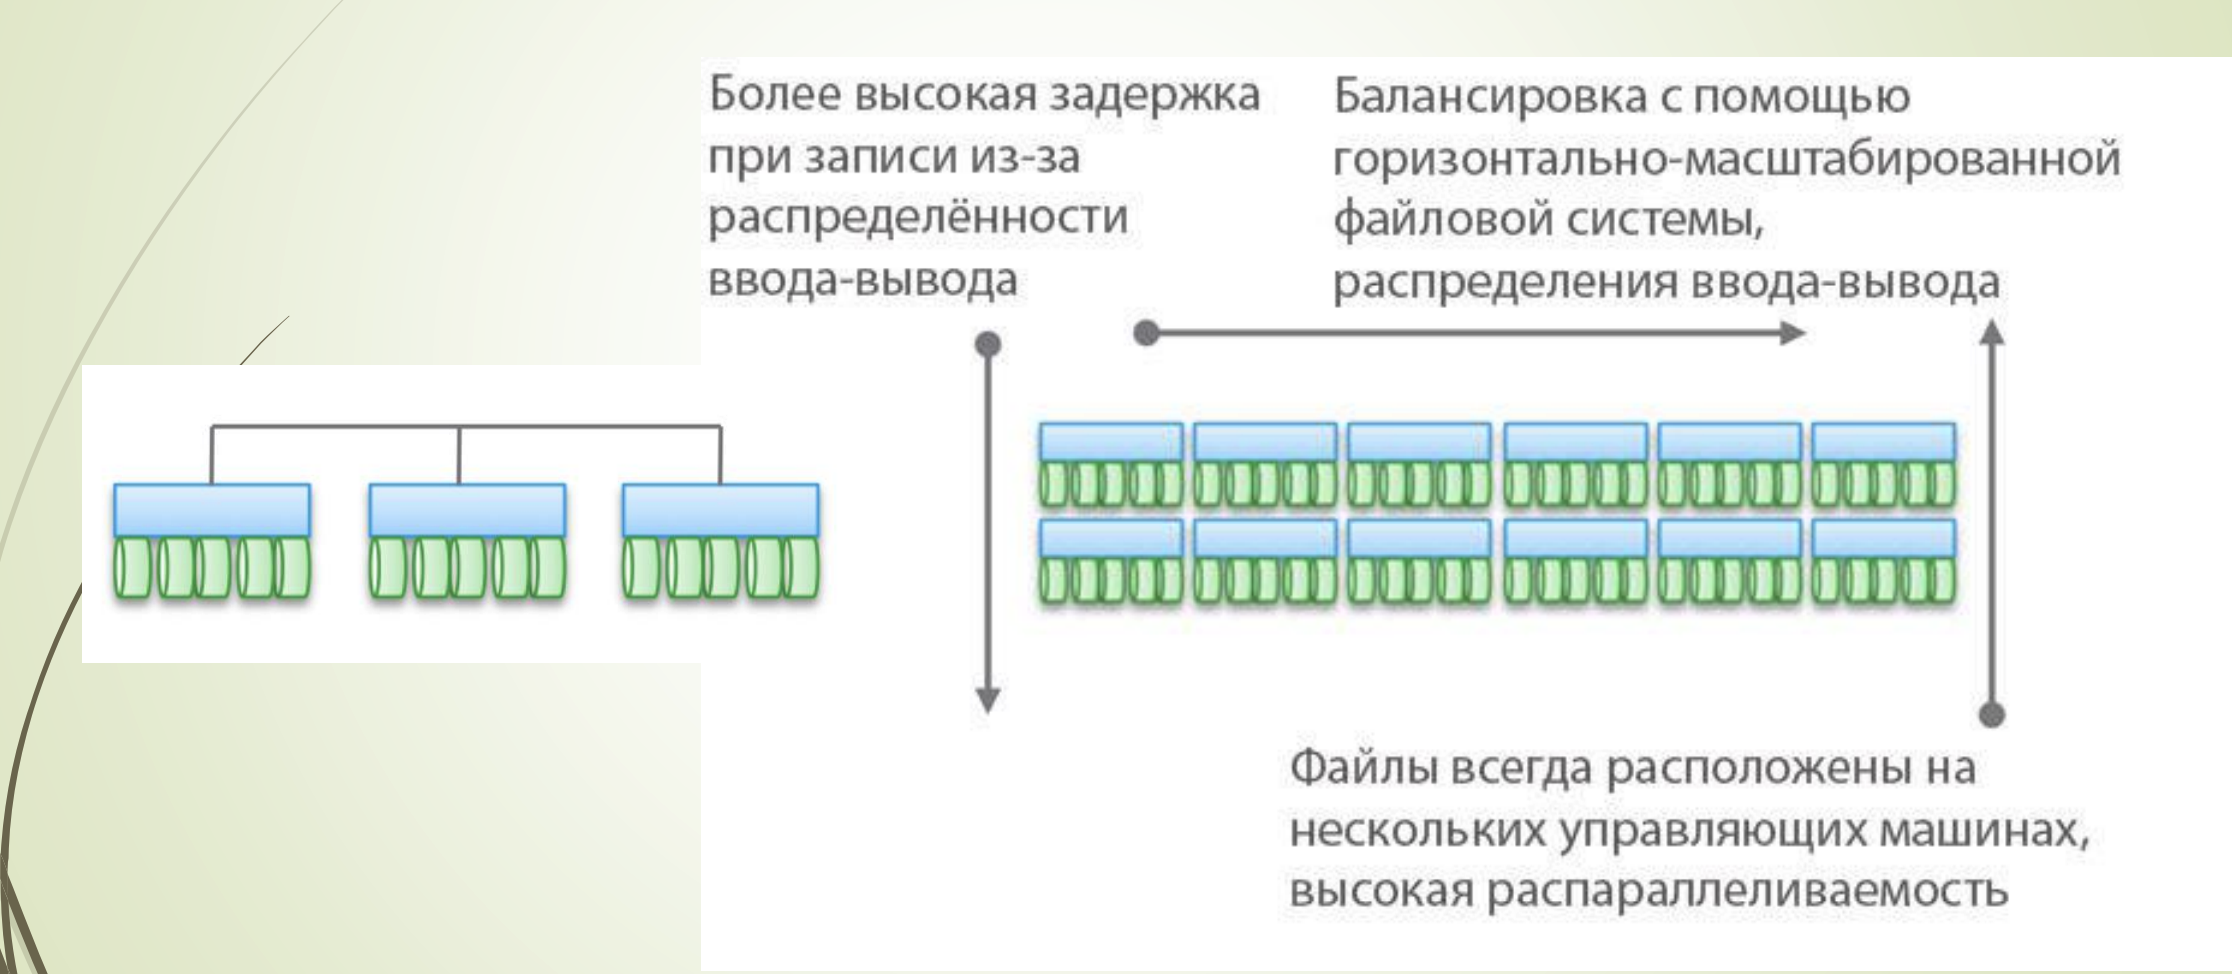 Более высокая задержка
при записи из-за
распределённости
ввода-вывода
Балансировка с помощью
горизонтально-масштабированной
файловой системы,
распределения ввода-вывода
Файлы всегда расположены на
нескольких управляющих машинах,
высокая распараллеливаемость